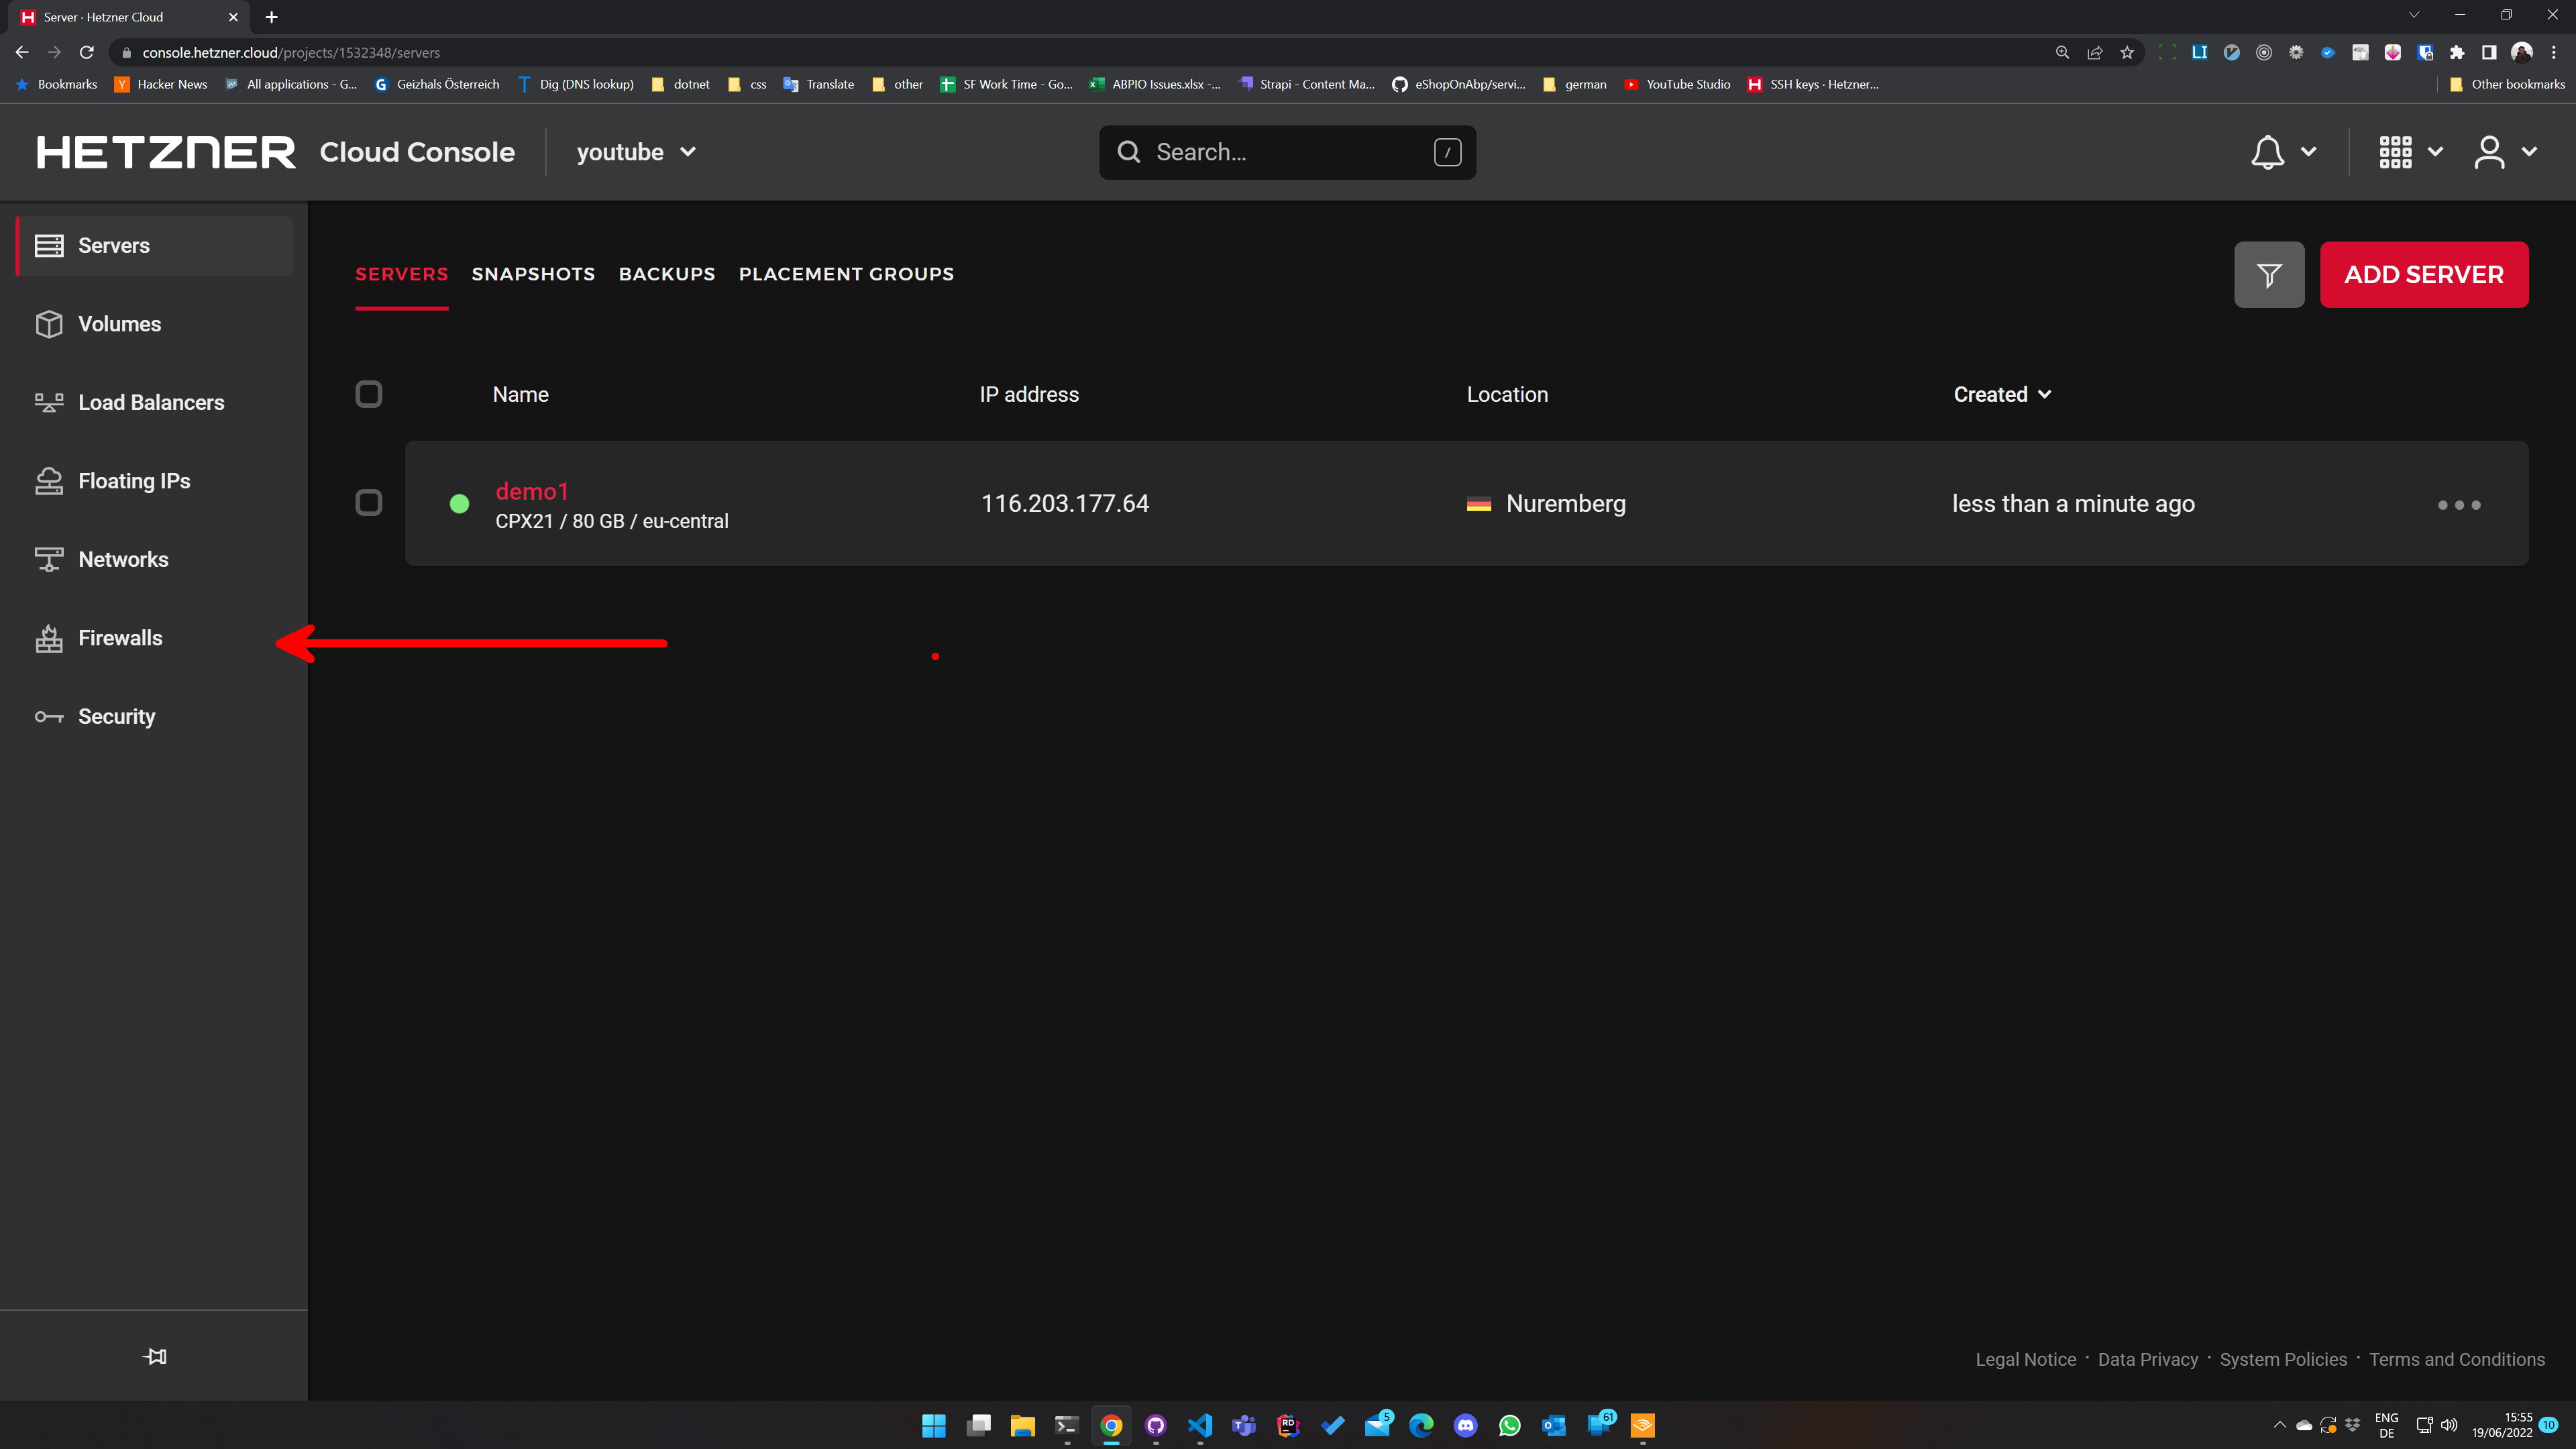 Server · Hetzner Cloud
console.hetzner.cloud/projects/1532348/servers
Bookmarks Hacker News All applications - G... Geizhals Österreich Dig (DNS lookup) dotnet css Translate other SF Work Time - Go... ABPIO Issues.xlsx -... Strapi - Content Ma... eShopOnAbp/servi... german YouTube Studio SSH keys · Hetzner... Other bookmarks
HETZNER Cloud Console youtube Search... /
Servers
Volumes
Load Balancers
Floating IPs
Networks
Firewalls
Security
SERVERS SNAPSHOTS BACKUPS PLACEMENT GROUPS ADD SERVER
Name IP address Location Created
demo1 116.203.177.64 Nuremberg less than a minute ago
CPX21 / 80 GB / eu-central
Legal Notice · Data Privacy · System Policies · Terms and Conditions
5 61
ENG 15:55 10
DE 19/06/2022